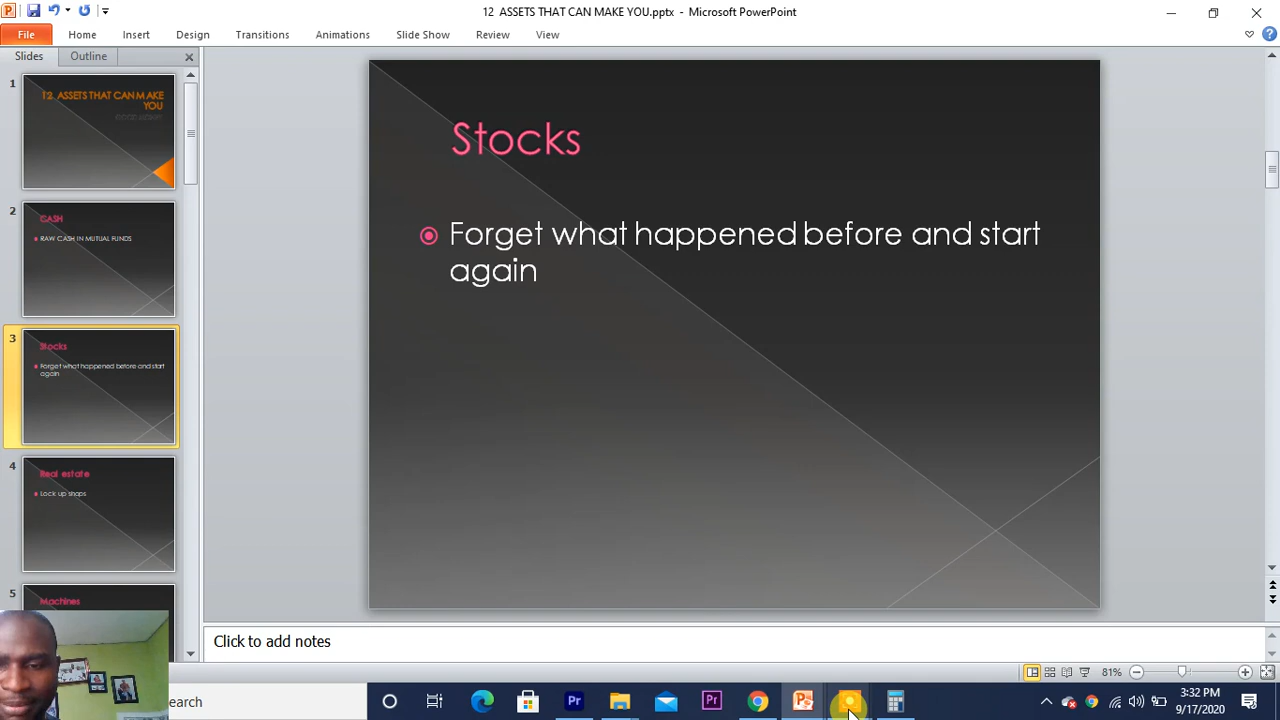 12 ASSETS THAT CAN MAKE YOU.pptx - Microsoft PowerPoint
File Home Insert Design Transitions Animations Slide Show Review View
Slides Outline
1
12 ASSETS THAT CAN MAKE
YOU
2
CASH
RAW CASH IN MUTUAL FUNDS
3
Stocks
Forget what happened before and start
again
4
Real estate
Lock up shops
5
Machines
Stocks
Forget what happened before and start
again
Click to add notes
81%
earch
Pr
Pr
3:32 PM
9/17/2020